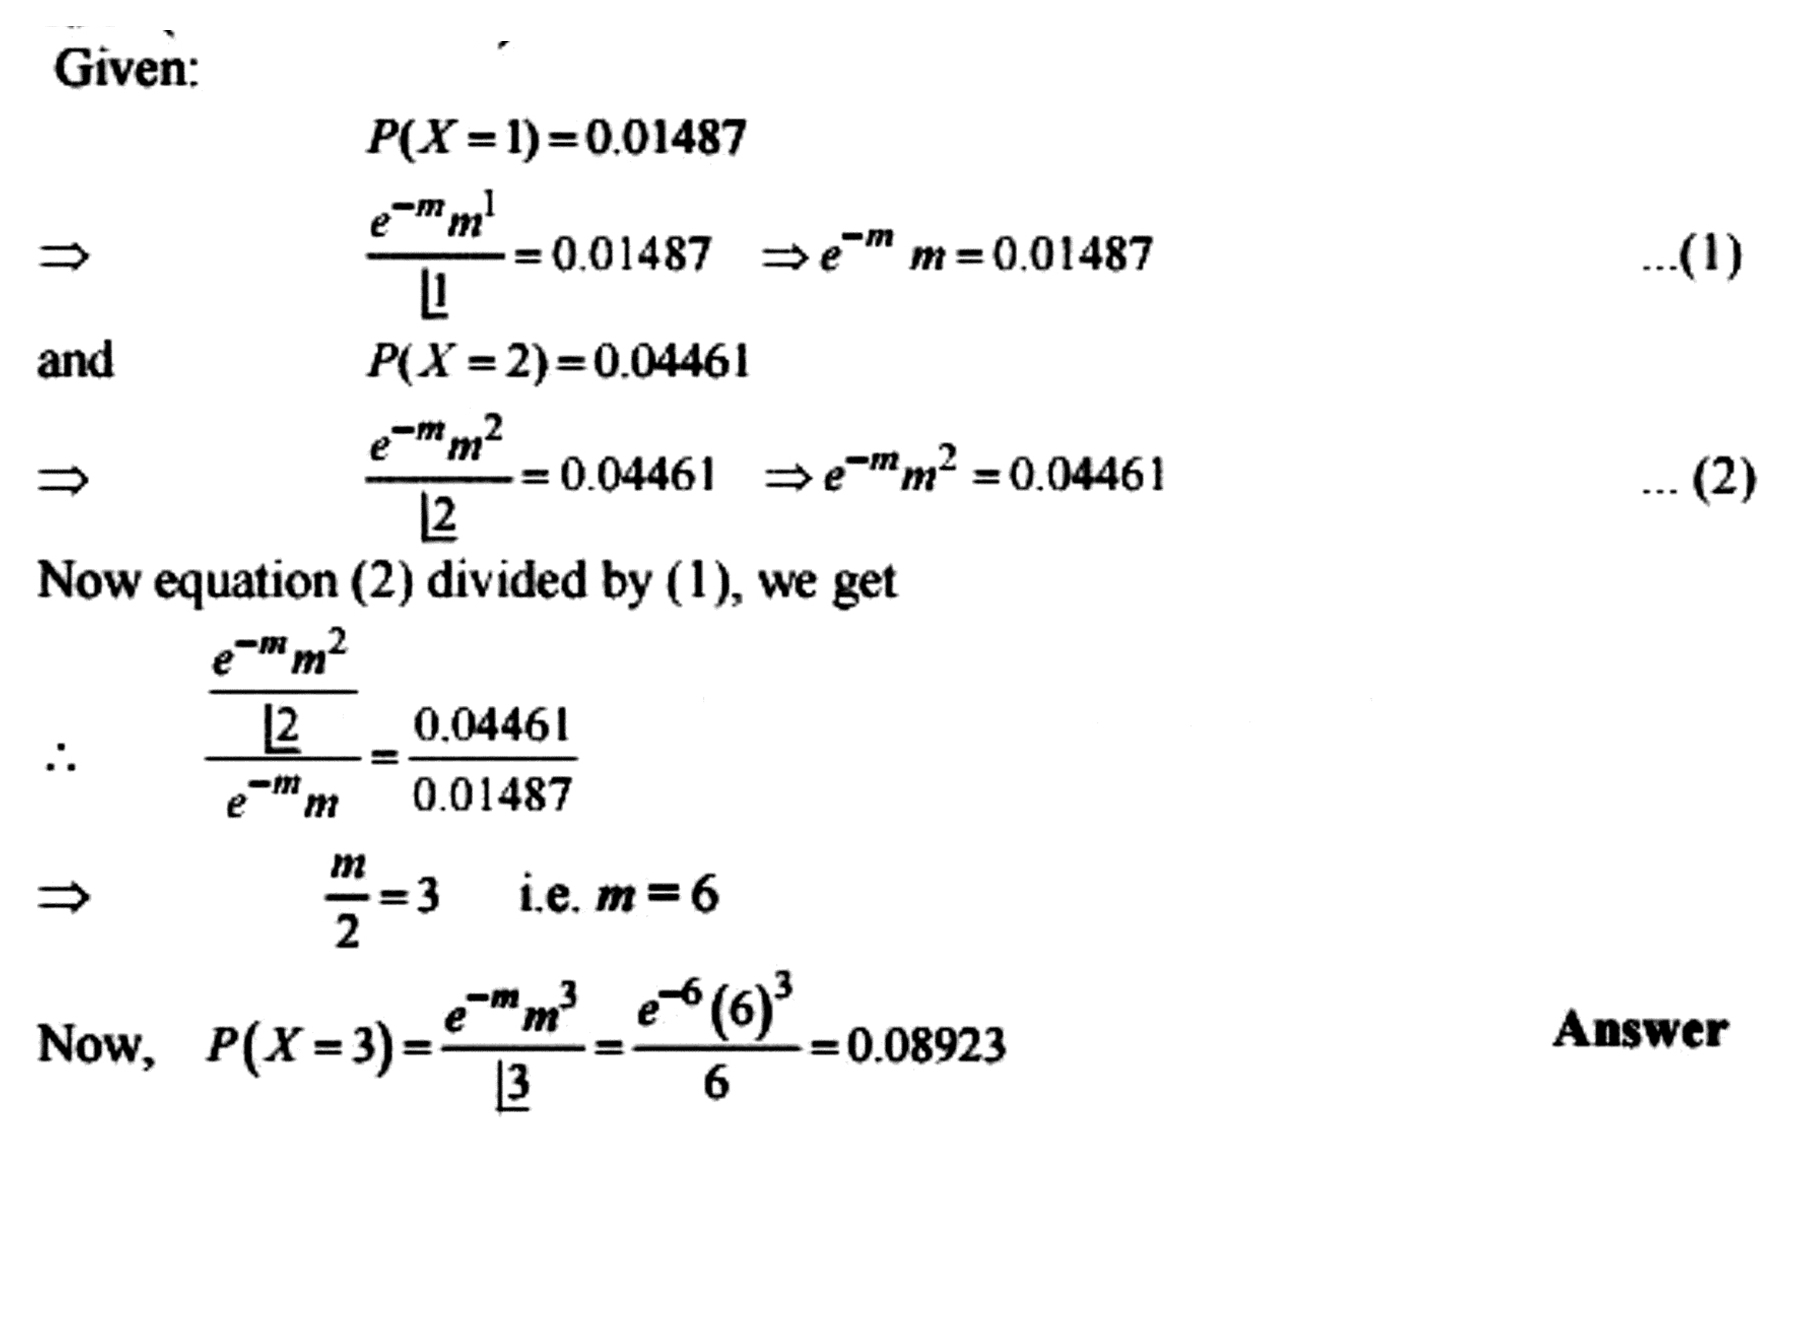 Given:
P(X = 1) = 0.01487
⇒ e^{-m} m^1 / |1 = 0.01487 ⇒ e^{-m} m = 0.01487 ...(1)
and P(X = 2) = 0.04461
⇒ e^{-m} m^2 / |2 = 0.04461 ⇒ e^{-m} m^2 = 0.04461 ... (2)
Now equation (2) divided by (1), we get
∴ (e^{-m} m^2 / |2) / (e^{-m} m) = 0.04461 / 0.01487
⇒ m/2 = 3 i.e. m = 6
Now, P(X = 3) = e^{-m} m^3 / |3 = e^{-6} (6)^3 / 6 = 0.08923 Answer